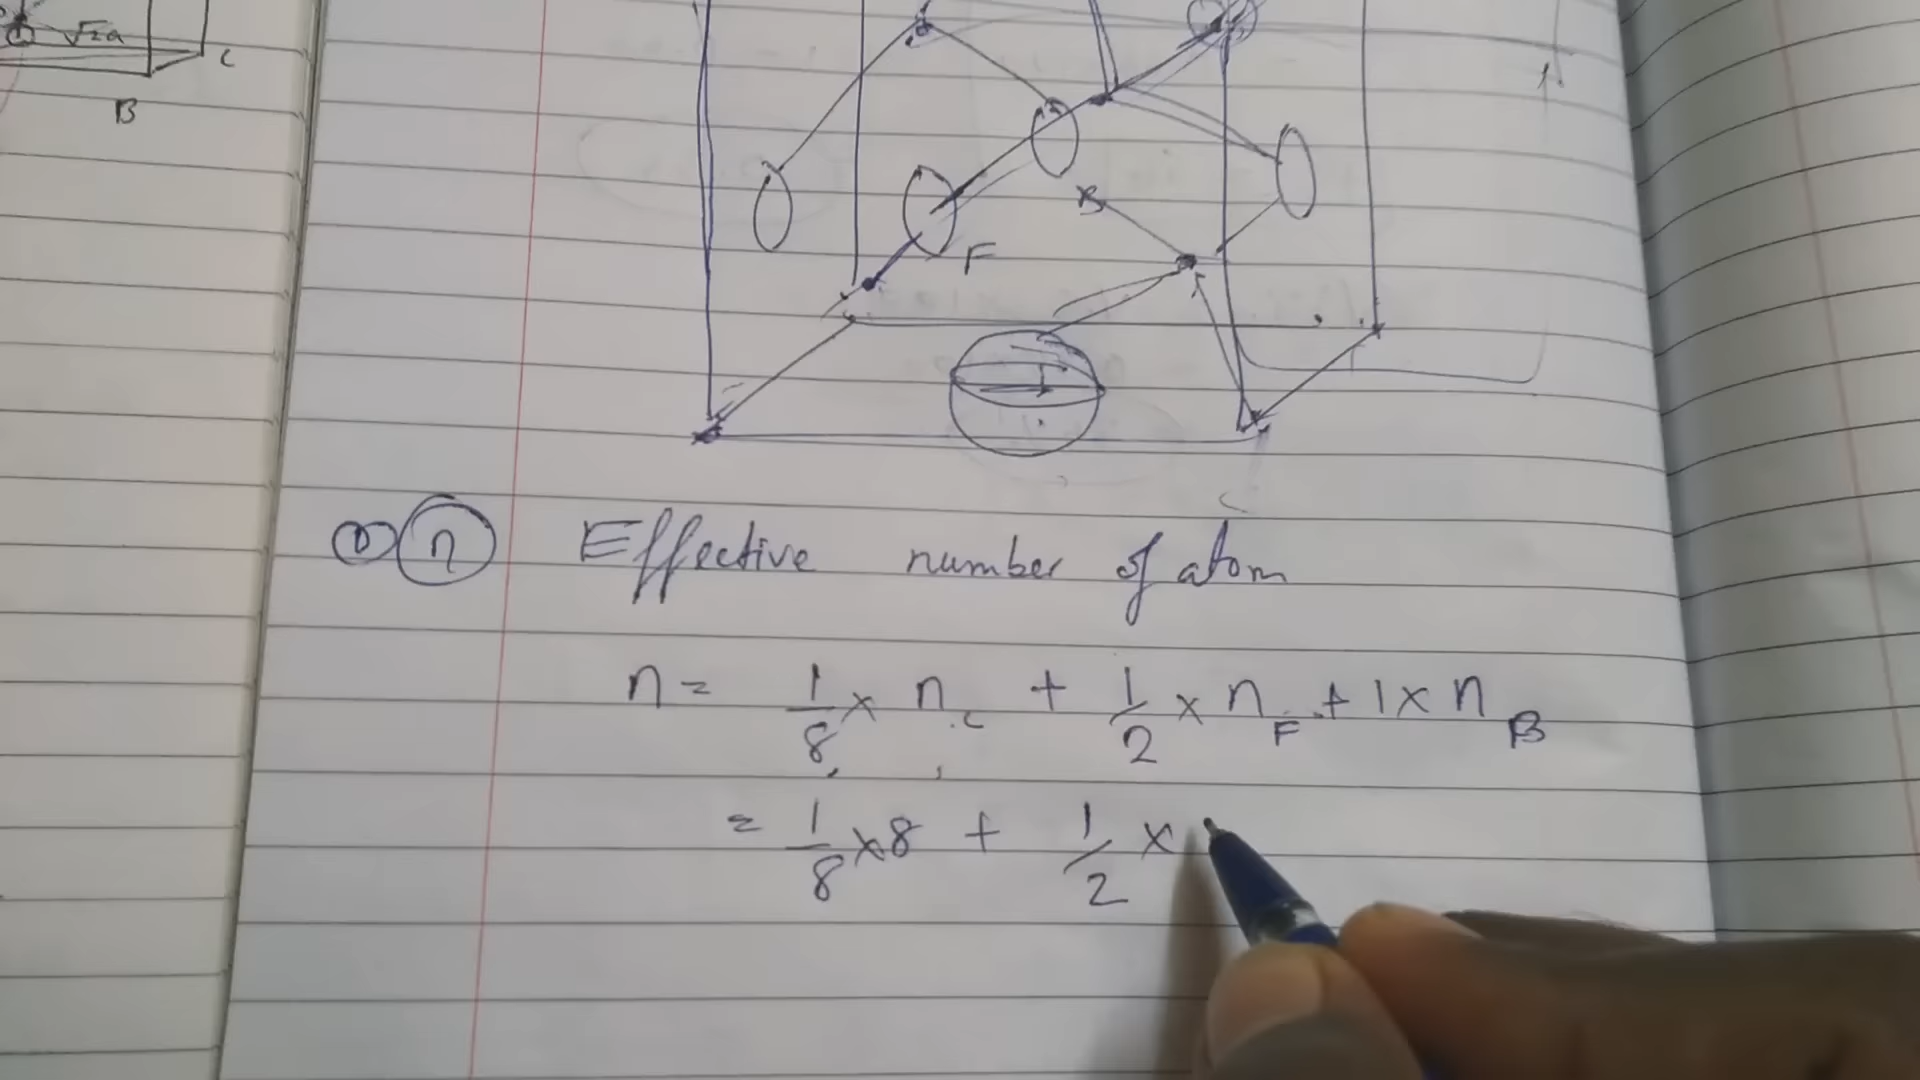 √2a
C
B
B
F
① n Effective number of atom
n = 1/8 × n_C + 1/2 × n_F + 1 × n_B
= 1/8 × 8 + 1/2 ×